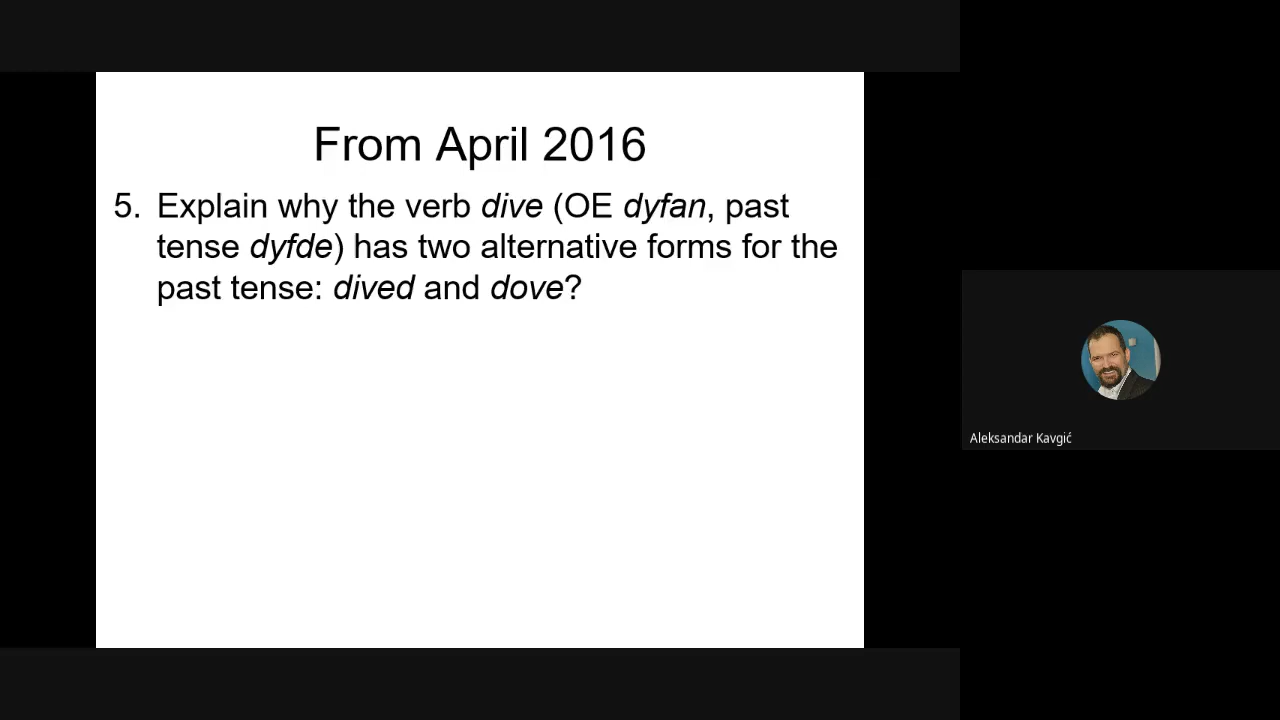 From April 2016
5. Explain why the verb dive (OE dyfan, past
tense dyfde) has two alternative forms for the
past tense: dived and dove?
Aleksandar Kavgić